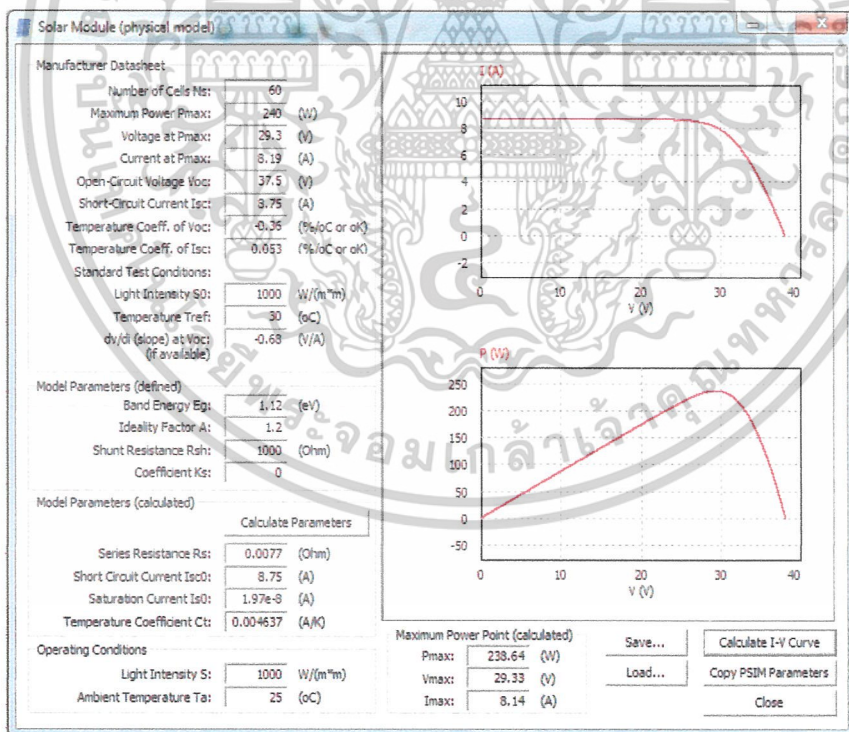 Solar Module (physical model)
Manufacturer Datasheet
Number of Cells Ns: 60
Maximum Power Pmax: 240 (W)
Voltage at Pmax: 29.3 (V)
Current at Pmax: 8.19 (A)
Open-Circuit Voltage Voc: 37.5 (V)
Short-Circuit Current Isc: 8.75 (A)
Temperature Coeff. of Voc: -0.36 (%/oC or oK)
Temperature Coeff. of Isc: 0.053 (%/oC or oK)
Standard Test Conditions:
Light Intensity S0: 1000 W/(m*m)
Temperature Tref: 30 (oC)
dv/di (slope) at Voc: -0.68 (V/A)
(if available)
Model Parameters (defined)
Band Energy Eg: 1.12 (eV)
Ideality Factor A: 1.2
Shunt Resistance Rsh: 1000 (Ohm)
Coefficient Ks: 0
Model Parameters (calculated)
Calculate Parameters
Series Resistance Rs: 0.0077 (Ohm)
Short Circuit Current Isc0: 8.75 (A)
Saturation Current Is0: 1.97e-8 (A)
Temperature Coefficient Ct: 0.004637 (A/K)
Operating Conditions
Light Intensity S: 1000 W/(m*m)
Ambient Temperature Ta: 25 (oC)
I (A)
10
8
6
4
2
0
-2
0 10 20 30 40
V (V)
P (W)
250
200
150
100
50
0
-50
0 10 20 30 40
V (V)
Maximum Power Point (calculated)
Pmax: 238.64 (W)
Vmax: 29.33 (V)
Imax: 8.14 (A)
Save...
Load...
Calculate I-V Curve
Copy PSIM Parameters
Close